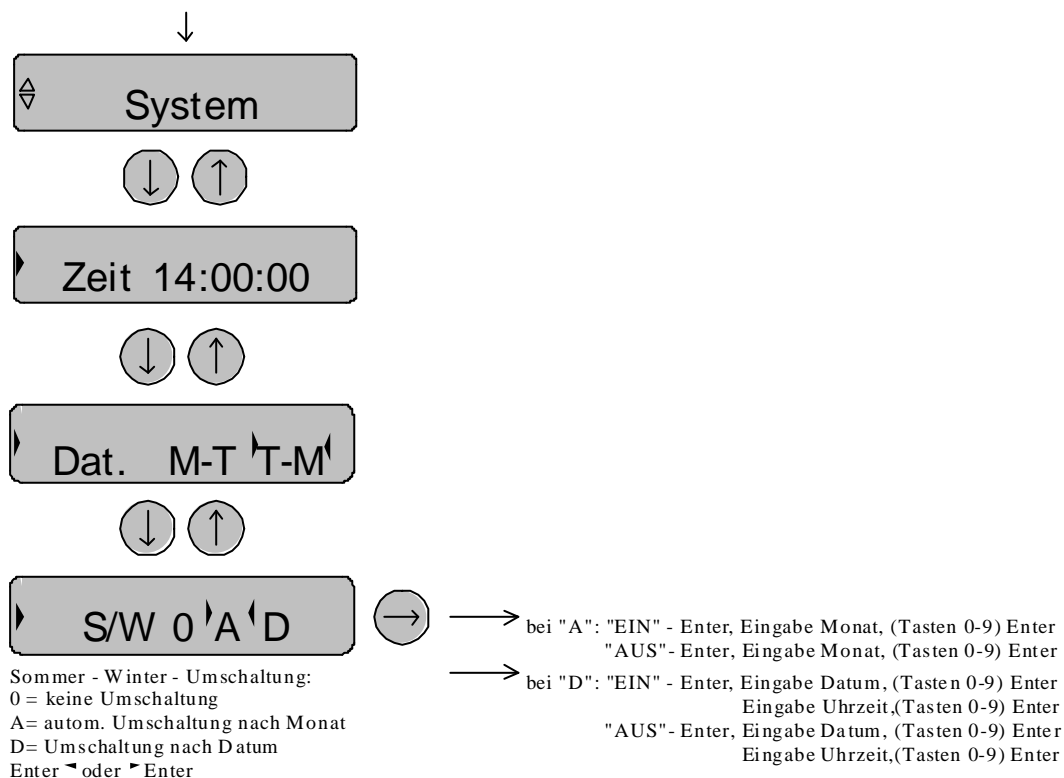 System
Zeit 14:00:00
Dat. M-T T-M
S/W 0 A D
Sommer - Winter - Umschaltung:
0 = keine Umschaltung
A= autom. Umschaltung nach Monat
D= Umschaltung nach Datum
Enter ◄ oder ► Enter
bei "A": "EIN" - Enter, Eingabe Monat, (Tasten 0-9) Enter
"AUS"- Enter, Eingabe Monat, (Tasten 0-9) Enter
bei "D": "EIN" - Enter, Eingabe Datum, (Tasten 0-9) Enter
Eingabe Uhrzeit,(Tasten 0-9) Enter
"AUS"- Enter, Eingabe Datum, (Tasten 0-9) Enter
Eingabe Uhrzeit,(Tasten 0-9) Enter